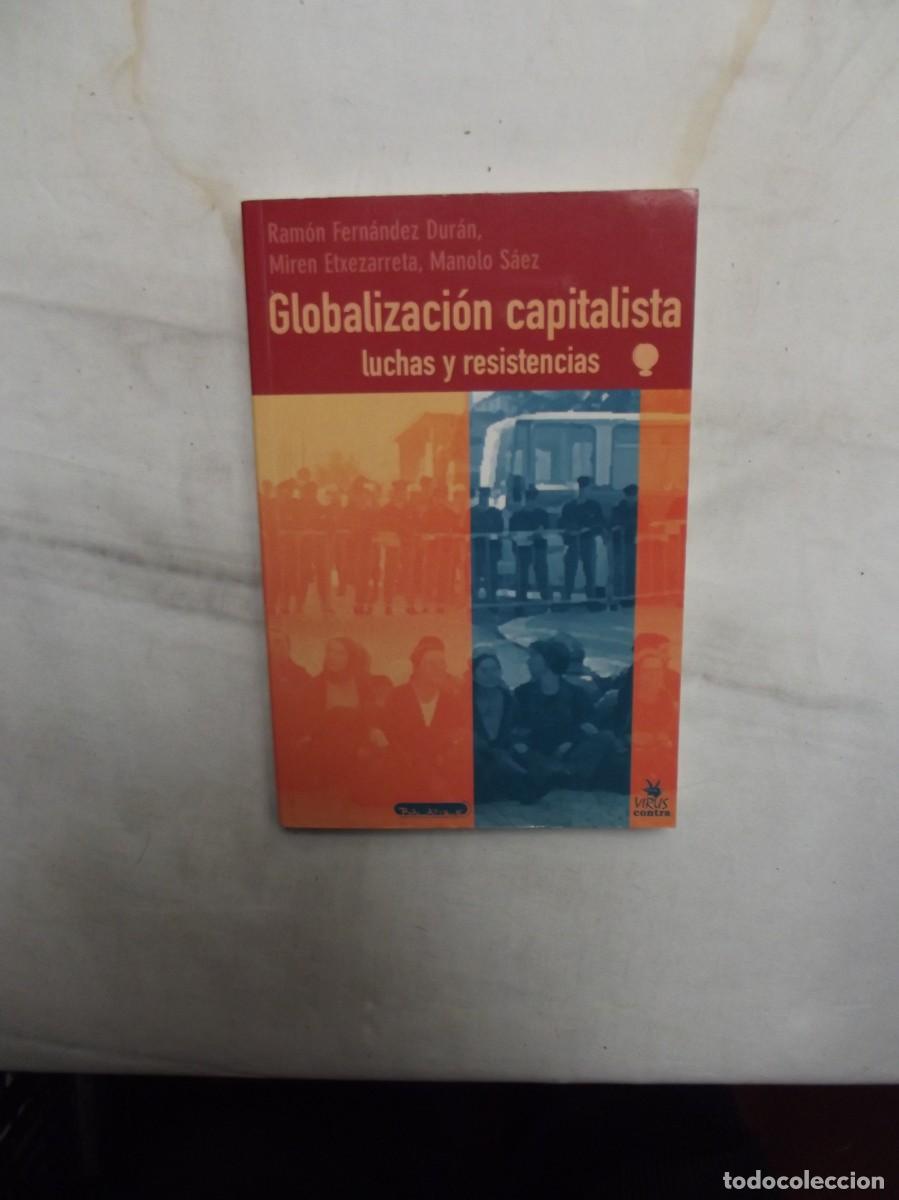 Ramón Fernández Durán,
Miren Etxezarreta, Manolo Sáez
Globalización capitalista
luchas y resistencias
VIRUS
contra
todocoleccion